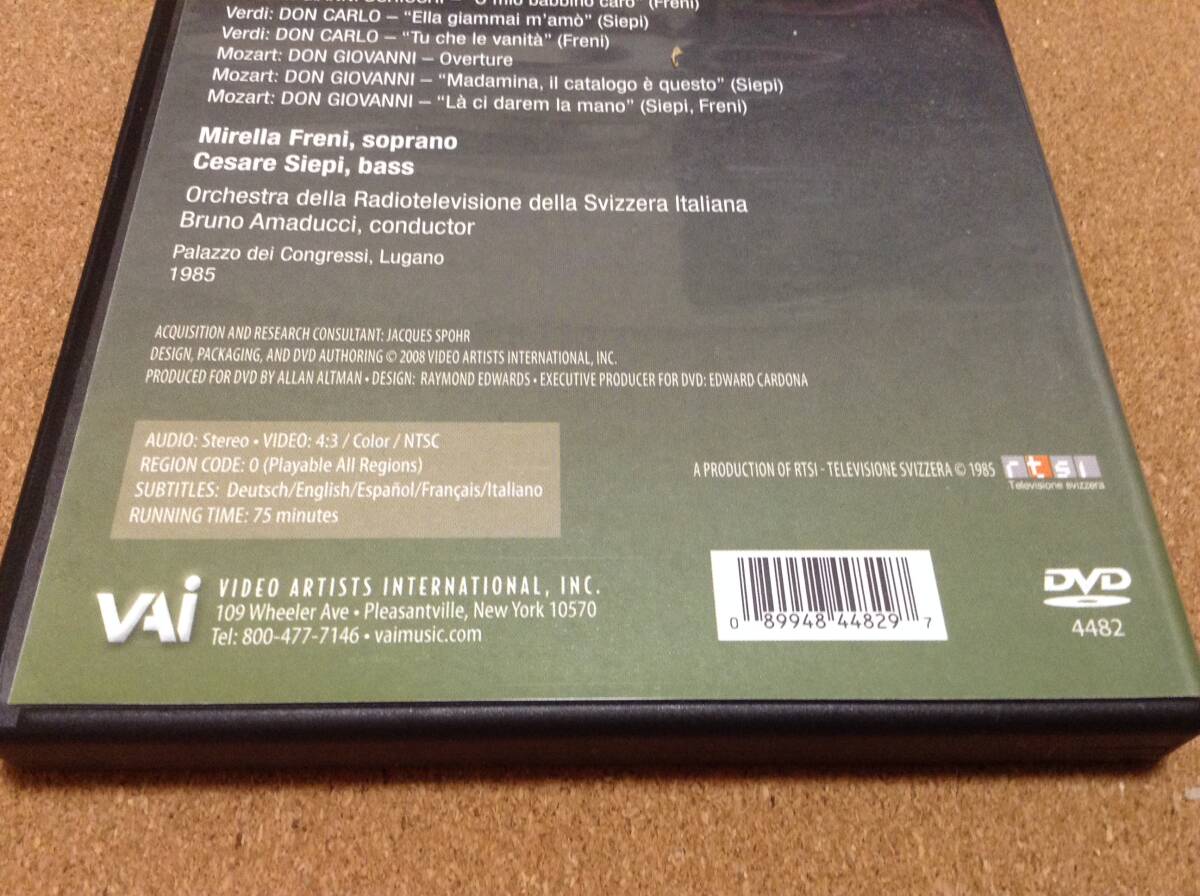 "O mio babbino caro" (Freni)
Verdi: DON CARLO – "Ella giammai m'amò" (Siepi)
Verdi: DON CARLO – "Tu che le vanità" (Freni)
Mozart: DON GIOVANNI – Overture
Mozart: DON GIOVANNI – "Madamina, il catalogo è questo" (Siepi)
Mozart: DON GIOVANNI – "Là ci darem la mano" (Siepi, Freni)
Mirella Freni, soprano
Cesare Siepi, bass
Orchestra della Radiotelevisione della Svizzera Italiana
Bruno Amaducci, conductor
Palazzo dei Congressi, Lugano
1985
ACQUISITION AND RESEARCH CONSULTANT: JACQUES SPOHR
DESIGN, PACKAGING, AND DVD AUTHORING © 2008 VIDEO ARTISTS INTERNATIONAL, INC.
PRODUCED FOR DVD BY ALLAN ALTMAN • DESIGN: RAYMOND EDWARDS • EXECUTIVE PRODUCER FOR DVD: EDWARD CARDONA
AUDIO: Stereo • VIDEO: 4:3 / Color / NTSC
REGION CODE: 0 (Playable All Regions)
SUBTITLES: Deutsch/English/Español/Français/Italiano
RUNNING TIME: 75 minutes
A PRODUCTION OF RTSI - TELEVISIONE SVIZZERA © 1985
rtsi
Televisione svizzera
VAi
VIDEO ARTISTS INTERNATIONAL, INC.
109 Wheeler Ave • Pleasantville, New York 10570
Tel: 800-477-7146 • vaimusic.com
0 89948 44829 7
DVD
4482